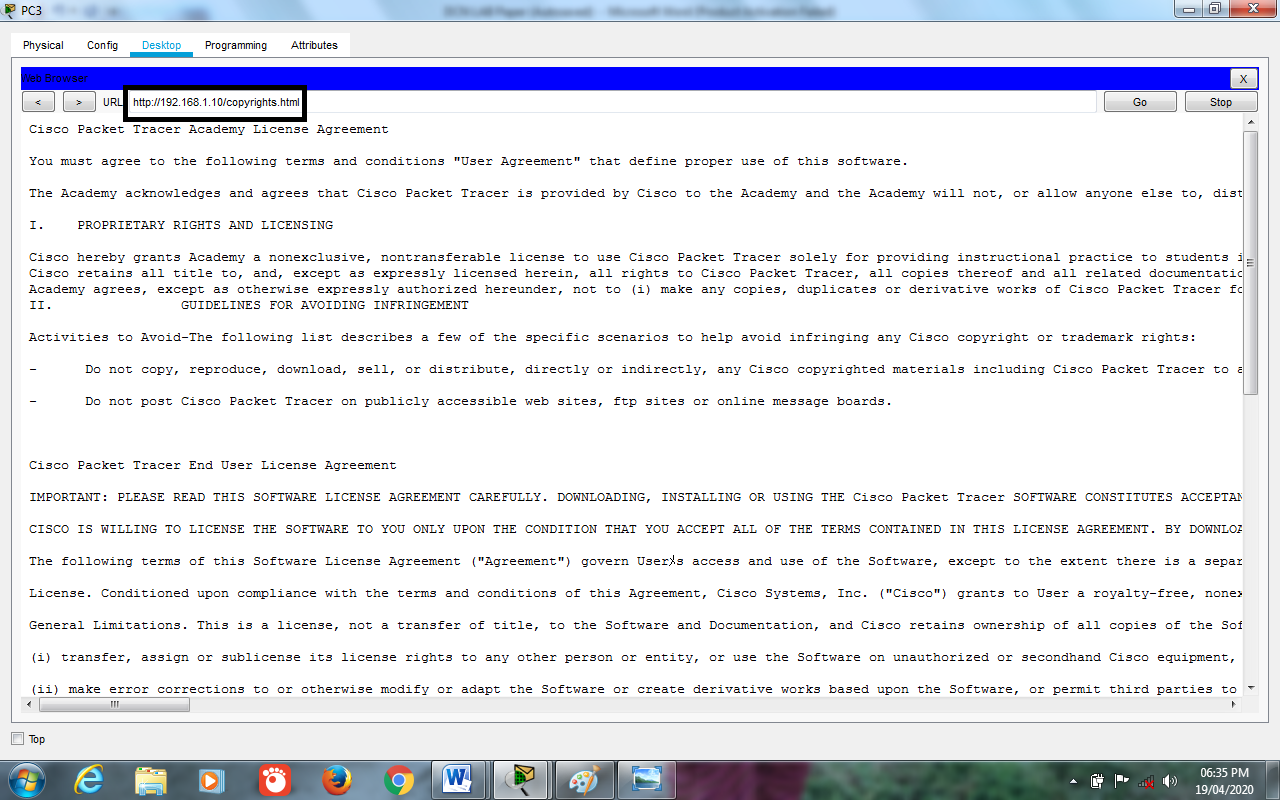 PC3
Physical Config Desktop Programming Attributes
Web Browser X
< > URL http://192.168.1.10/copyrights.html Go Stop
Cisco Packet Tracer Academy License Agreement
You must agree to the following terms and conditions "User Agreement" that define proper use of this software.
The Academy acknowledges and agrees that Cisco Packet Tracer is provided by Cisco to the Academy and the Academy will not, or allow anyone else to, dist
I. PROPRIETARY RIGHTS AND LICENSING
Cisco hereby grants Academy a nonexclusive, nontransferable license to use Cisco Packet Tracer solely for providing instructional practice to students i
Cisco retains all title to, and, except as expressly licensed herein, all rights to Cisco Packet Tracer, all copies thereof and all related documentatio
Academy agrees, except as otherwise expressly authorized hereunder, not to (i) make any copies, duplicates or derivative works of Cisco Packet Tracer fo
II. GUIDELINES FOR AVOIDING INFRINGEMENT
Activities to Avoid–The following list describes a few of the specific scenarios to help avoid infringing any Cisco copyright or trademark rights:
– Do not copy, reproduce, download, sell, or distribute, directly or indirectly, any Cisco copyrighted materials including Cisco Packet Tracer to a
– Do not post Cisco Packet Tracer on publicly accessible web sites, ftp sites or online message boards.
Cisco Packet Tracer End User License Agreement
IMPORTANT: PLEASE READ THIS SOFTWARE LICENSE AGREEMENT CAREFULLY. DOWNLOADING, INSTALLING OR USING THE Cisco Packet Tracer SOFTWARE CONSTITUTES ACCEPTAN
CISCO IS WILLING TO LICENSE THE SOFTWARE TO YOU ONLY UPON THE CONDITION THAT YOU ACCEPT ALL OF THE TERMS CONTAINED IN THIS LICENSE AGREEMENT. BY DOWNLOA
The following terms of this Software License Agreement ("Agreement") govern User's access and use of the Software, except to the extent there is a separ
License. Conditioned upon compliance with the terms and conditions of this Agreement, Cisco Systems, Inc. ("Cisco") grants to User a royalty-free, nonex
General Limitations. This is a license, not a transfer of title, to the Software and Documentation, and Cisco retains ownership of all copies of the Sof
(i) transfer, assign or sublicense its license rights to any other person or entity, or use the Software on unauthorized or secondhand Cisco equipment,
(ii) make error corrections to or otherwise modify or adapt the Software or create derivative works based upon the Software, or permit third parties to
Top
06:35 PM
19/04/2020